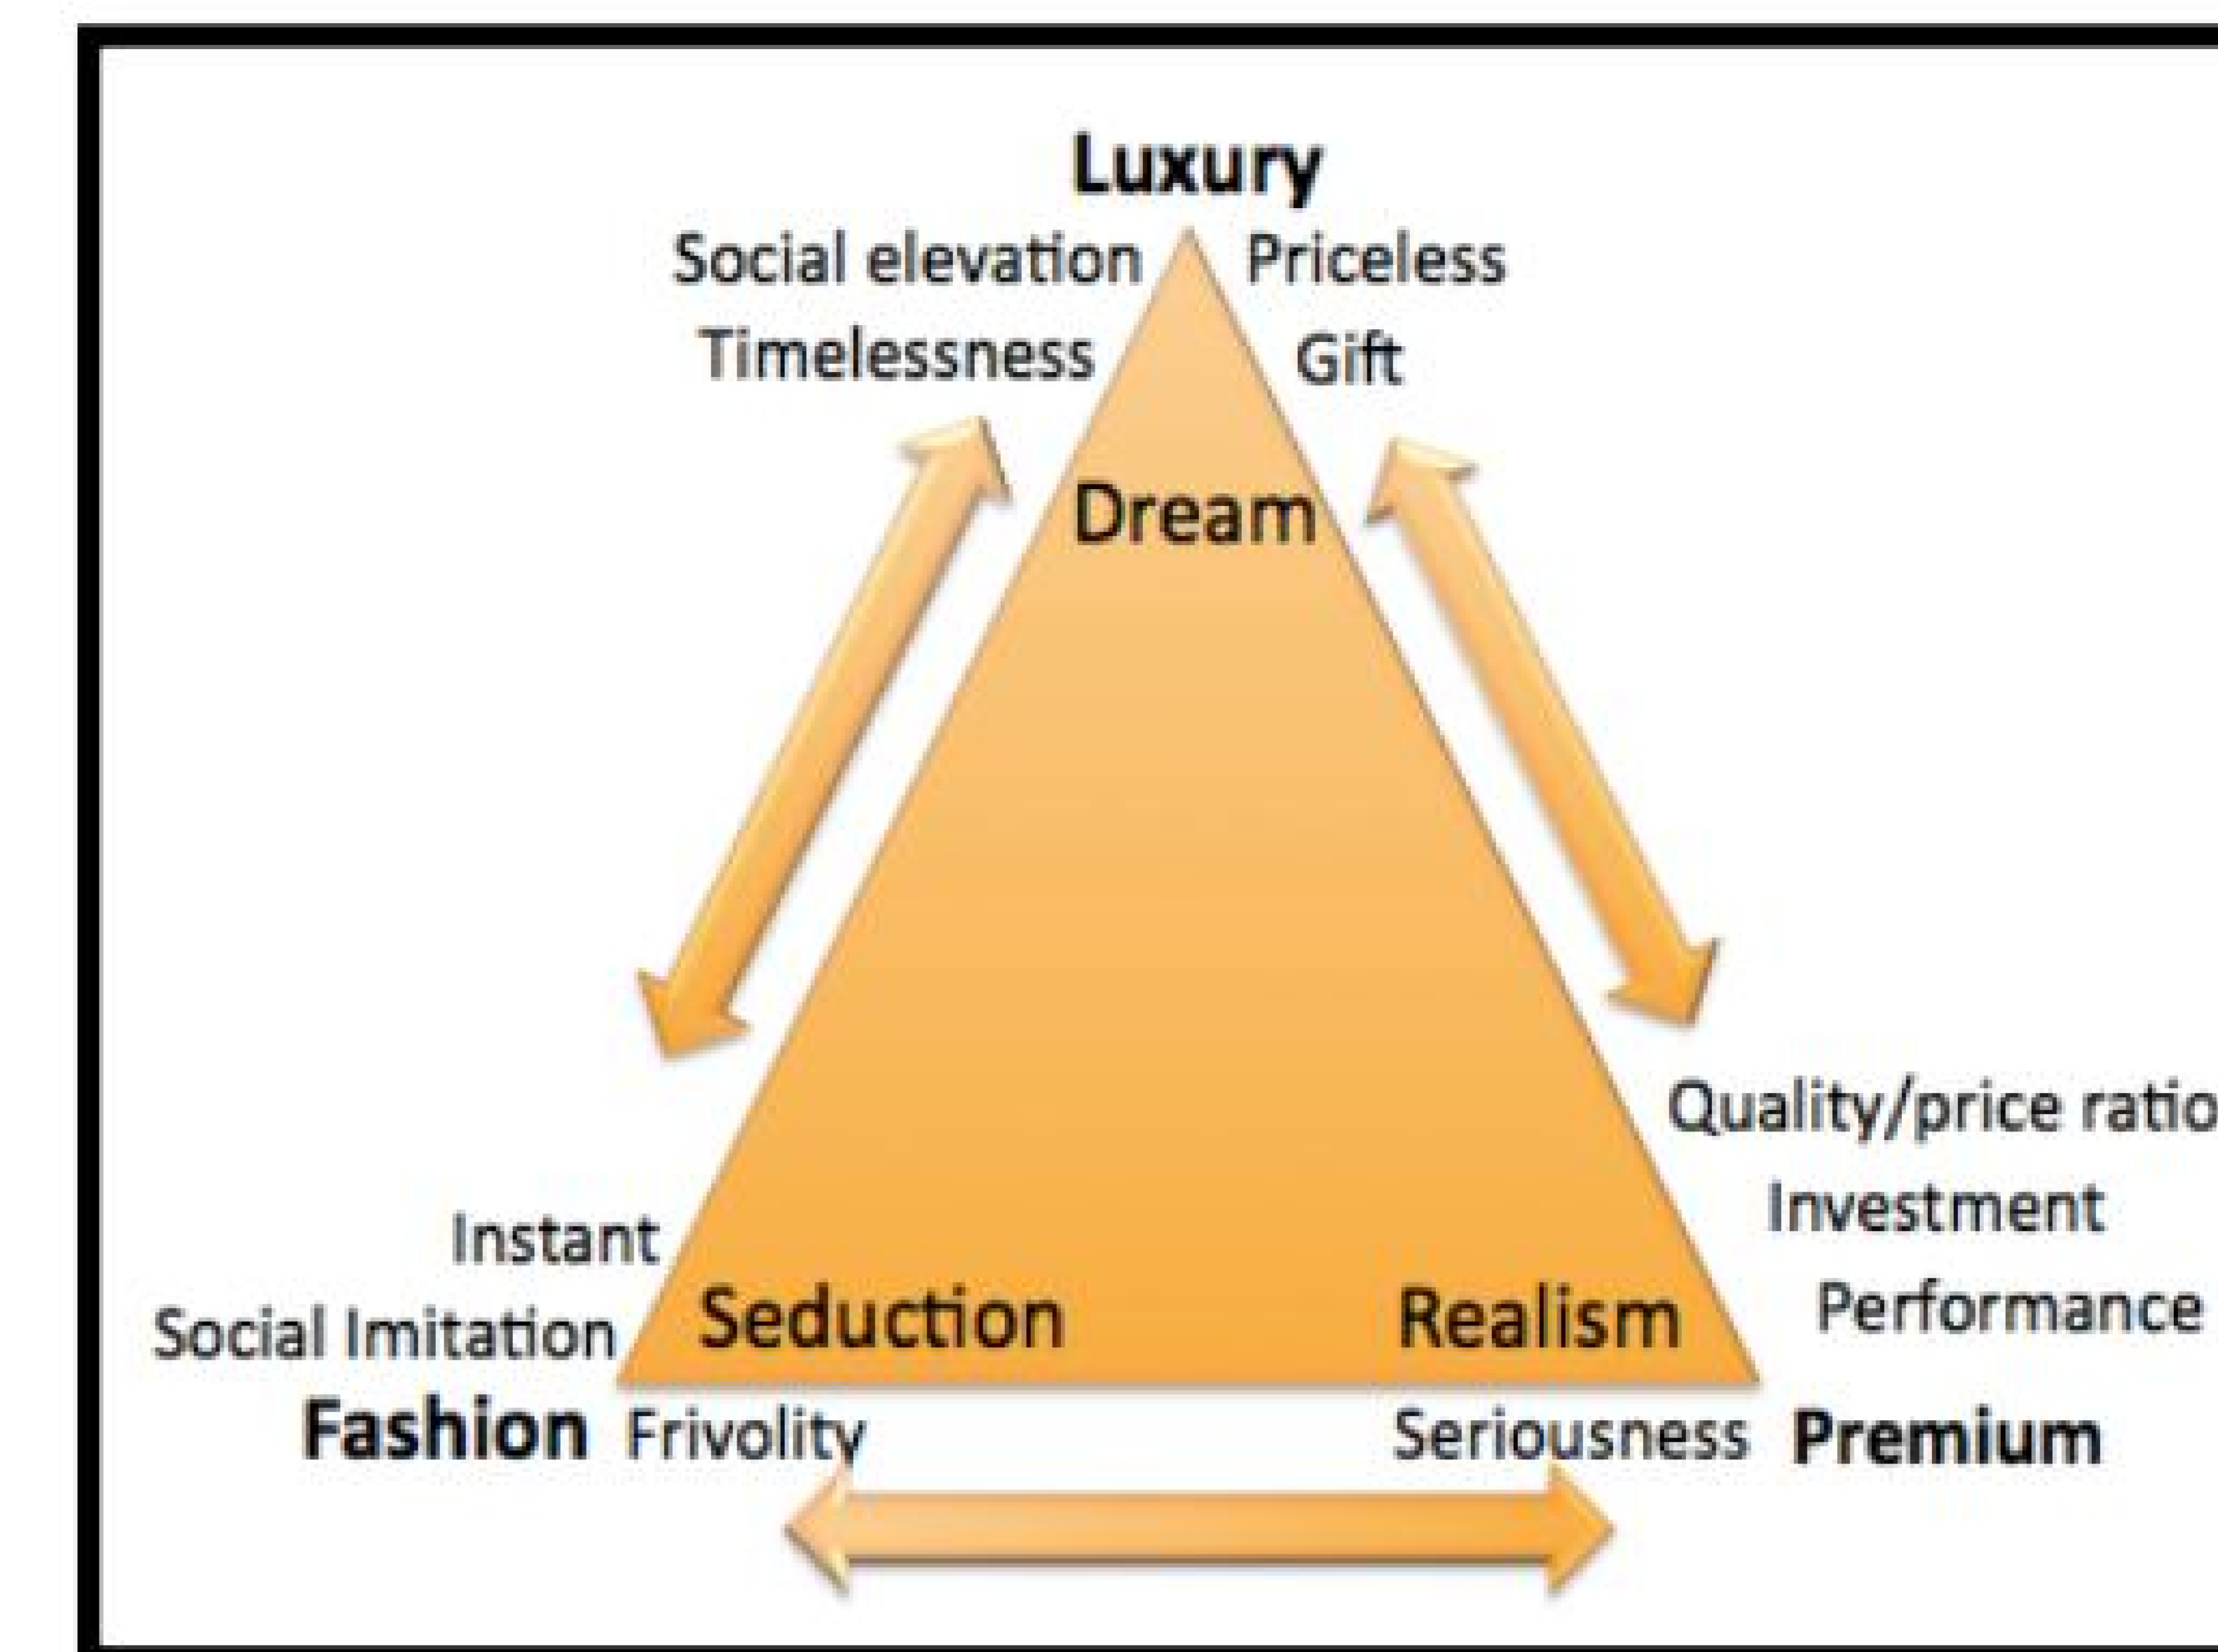 Luxury
Social elevation Priceless
Timelessness Gift
Dream
Quality/price ratio
Investment
Instant
Performance
Social Imitation Seduction Realism
Fashion Frivolity Seriousness Premium